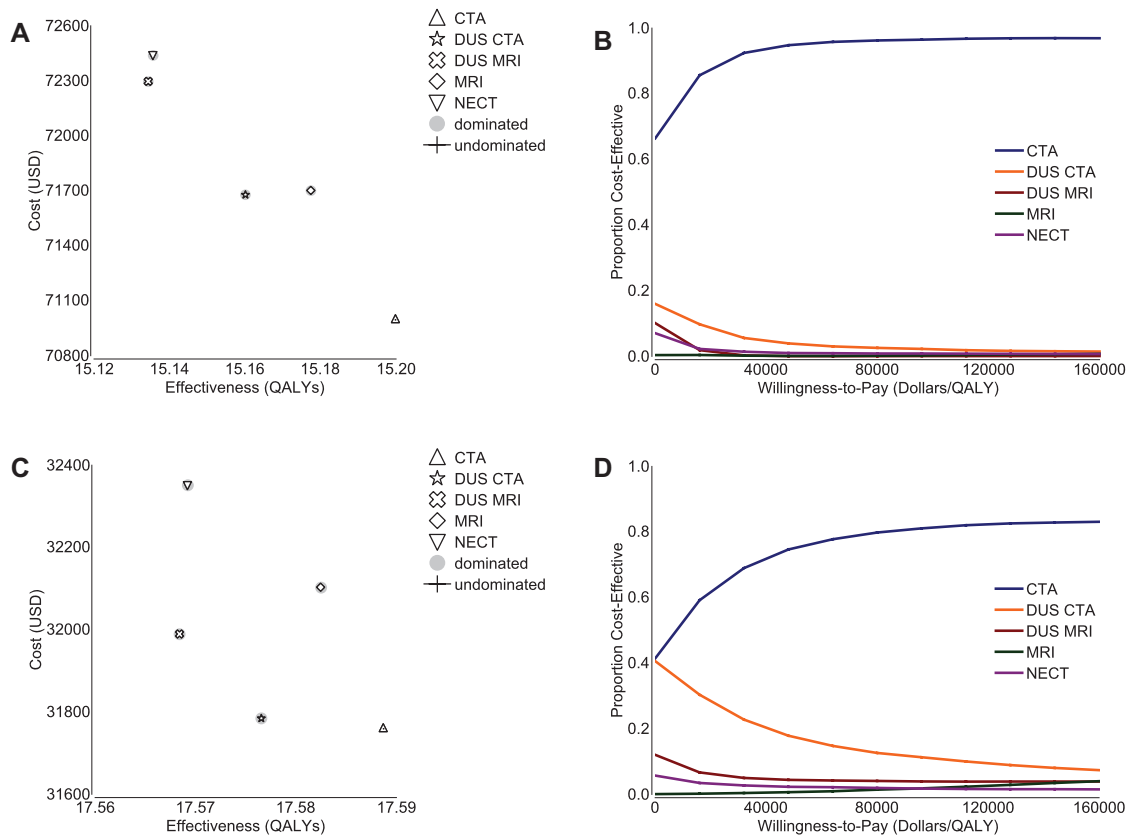 A
72600
72300
72000
71700
71400
71100
70800
Cost (USD)
15.12
15.14
15.16
15.18
15.20
Effectiveness (QALYs)
CTA
DUS CTA
DUS MRI
MRI
NECT
dominated
undominated
B
1.0
0.8
0.6
0.4
0.2
0.0
Proportion Cost-Effective
0
40000
80000
120000
160000
Willingness-to-Pay (Dollars/QALY)
CTA
DUS CTA
DUS MRI
MRI
NECT
C
32400
32200
32000
31800
31600
Cost (USD)
17.56
17.57
17.58
17.59
Effectiveness (QALYs)
CTA
DUS CTA
DUS MRI
MRI
NECT
dominated
undominated
D
1.0
0.8
0.6
0.4
0.2
0.0
Proportion Cost-Effective
0
40000
80000
120000
160000
Willingness-to-Pay (Dollars/QALY)
CTA
DUS CTA
DUS MRI
MRI
NECT